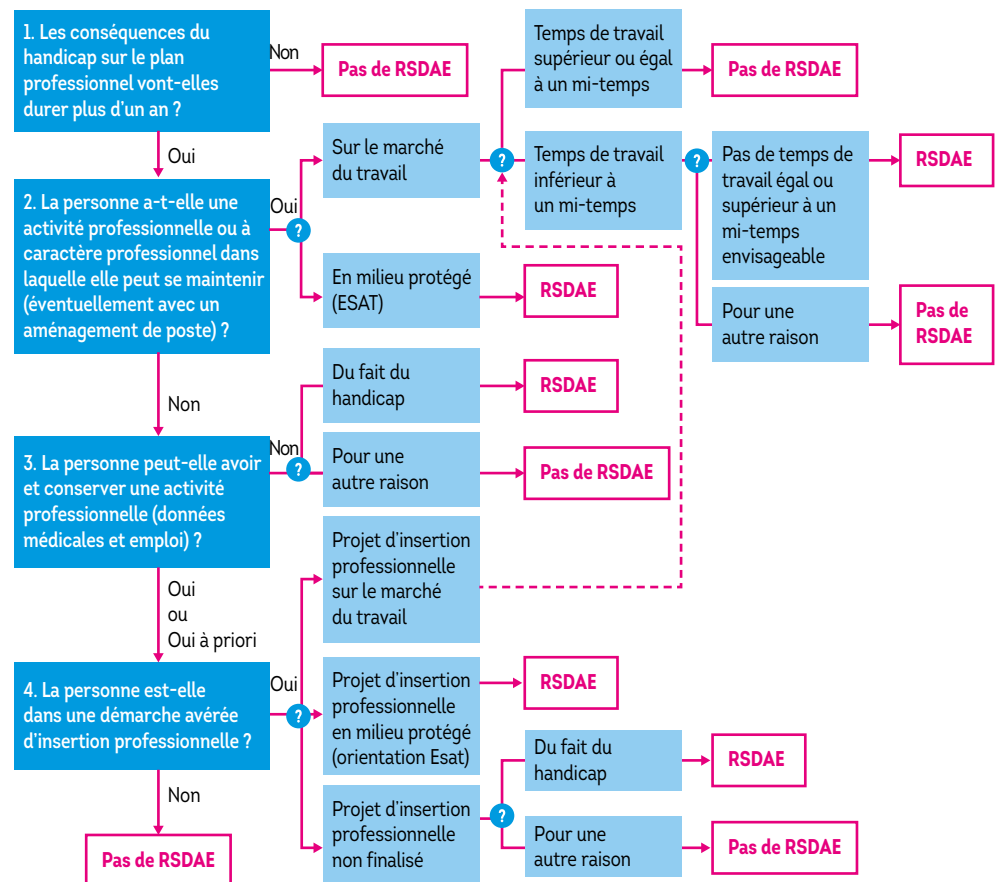 1. Les conséquences du
handicap sur le plan
professionnel vont-elles
durer plus d'un an ?
Non
Pas de RSDAE
Oui
2. La personne a-t-elle une
activité professionnelle ou à
caractère professionnel dans
laquelle elle peut se maintenir
(éventuellement avec un
aménagement de poste) ?
Oui
?
Sur le marché
du travail
?
Temps de travail
supérieur ou égal
à un mi-temps
Pas de RSDAE
Temps de travail
inférieur à
un mi-temps
?
Pas de temps de
travail égal ou
supérieur à un
mi-temps
envisageable
RSDAE
Pour une
autre raison
Pas de
RSDAE
En milieu protégé
(ESAT)
RSDAE
Non
3. La personne peut-elle avoir
et conserver une activité
professionnelle (données
médicales et emploi) ?
Non
?
Du fait du
handicap
RSDAE
Pour une
autre raison
Pas de RSDAE
Oui
ou
Oui à priori
4. La personne est-elle
dans une démarche avérée
d'insertion professionnelle ?
Oui
?
Projet d'insertion
professionnelle
sur le marché
du travail
Projet d'insertion
professionnelle
en milieu protégé
(orientation Esat)
RSDAE
Projet d'insertion
professionnelle
non finalisé
?
Du fait du
handicap
RSDAE
Pour une
autre raison
Pas de RSDAE
Non
Pas de RSDAE